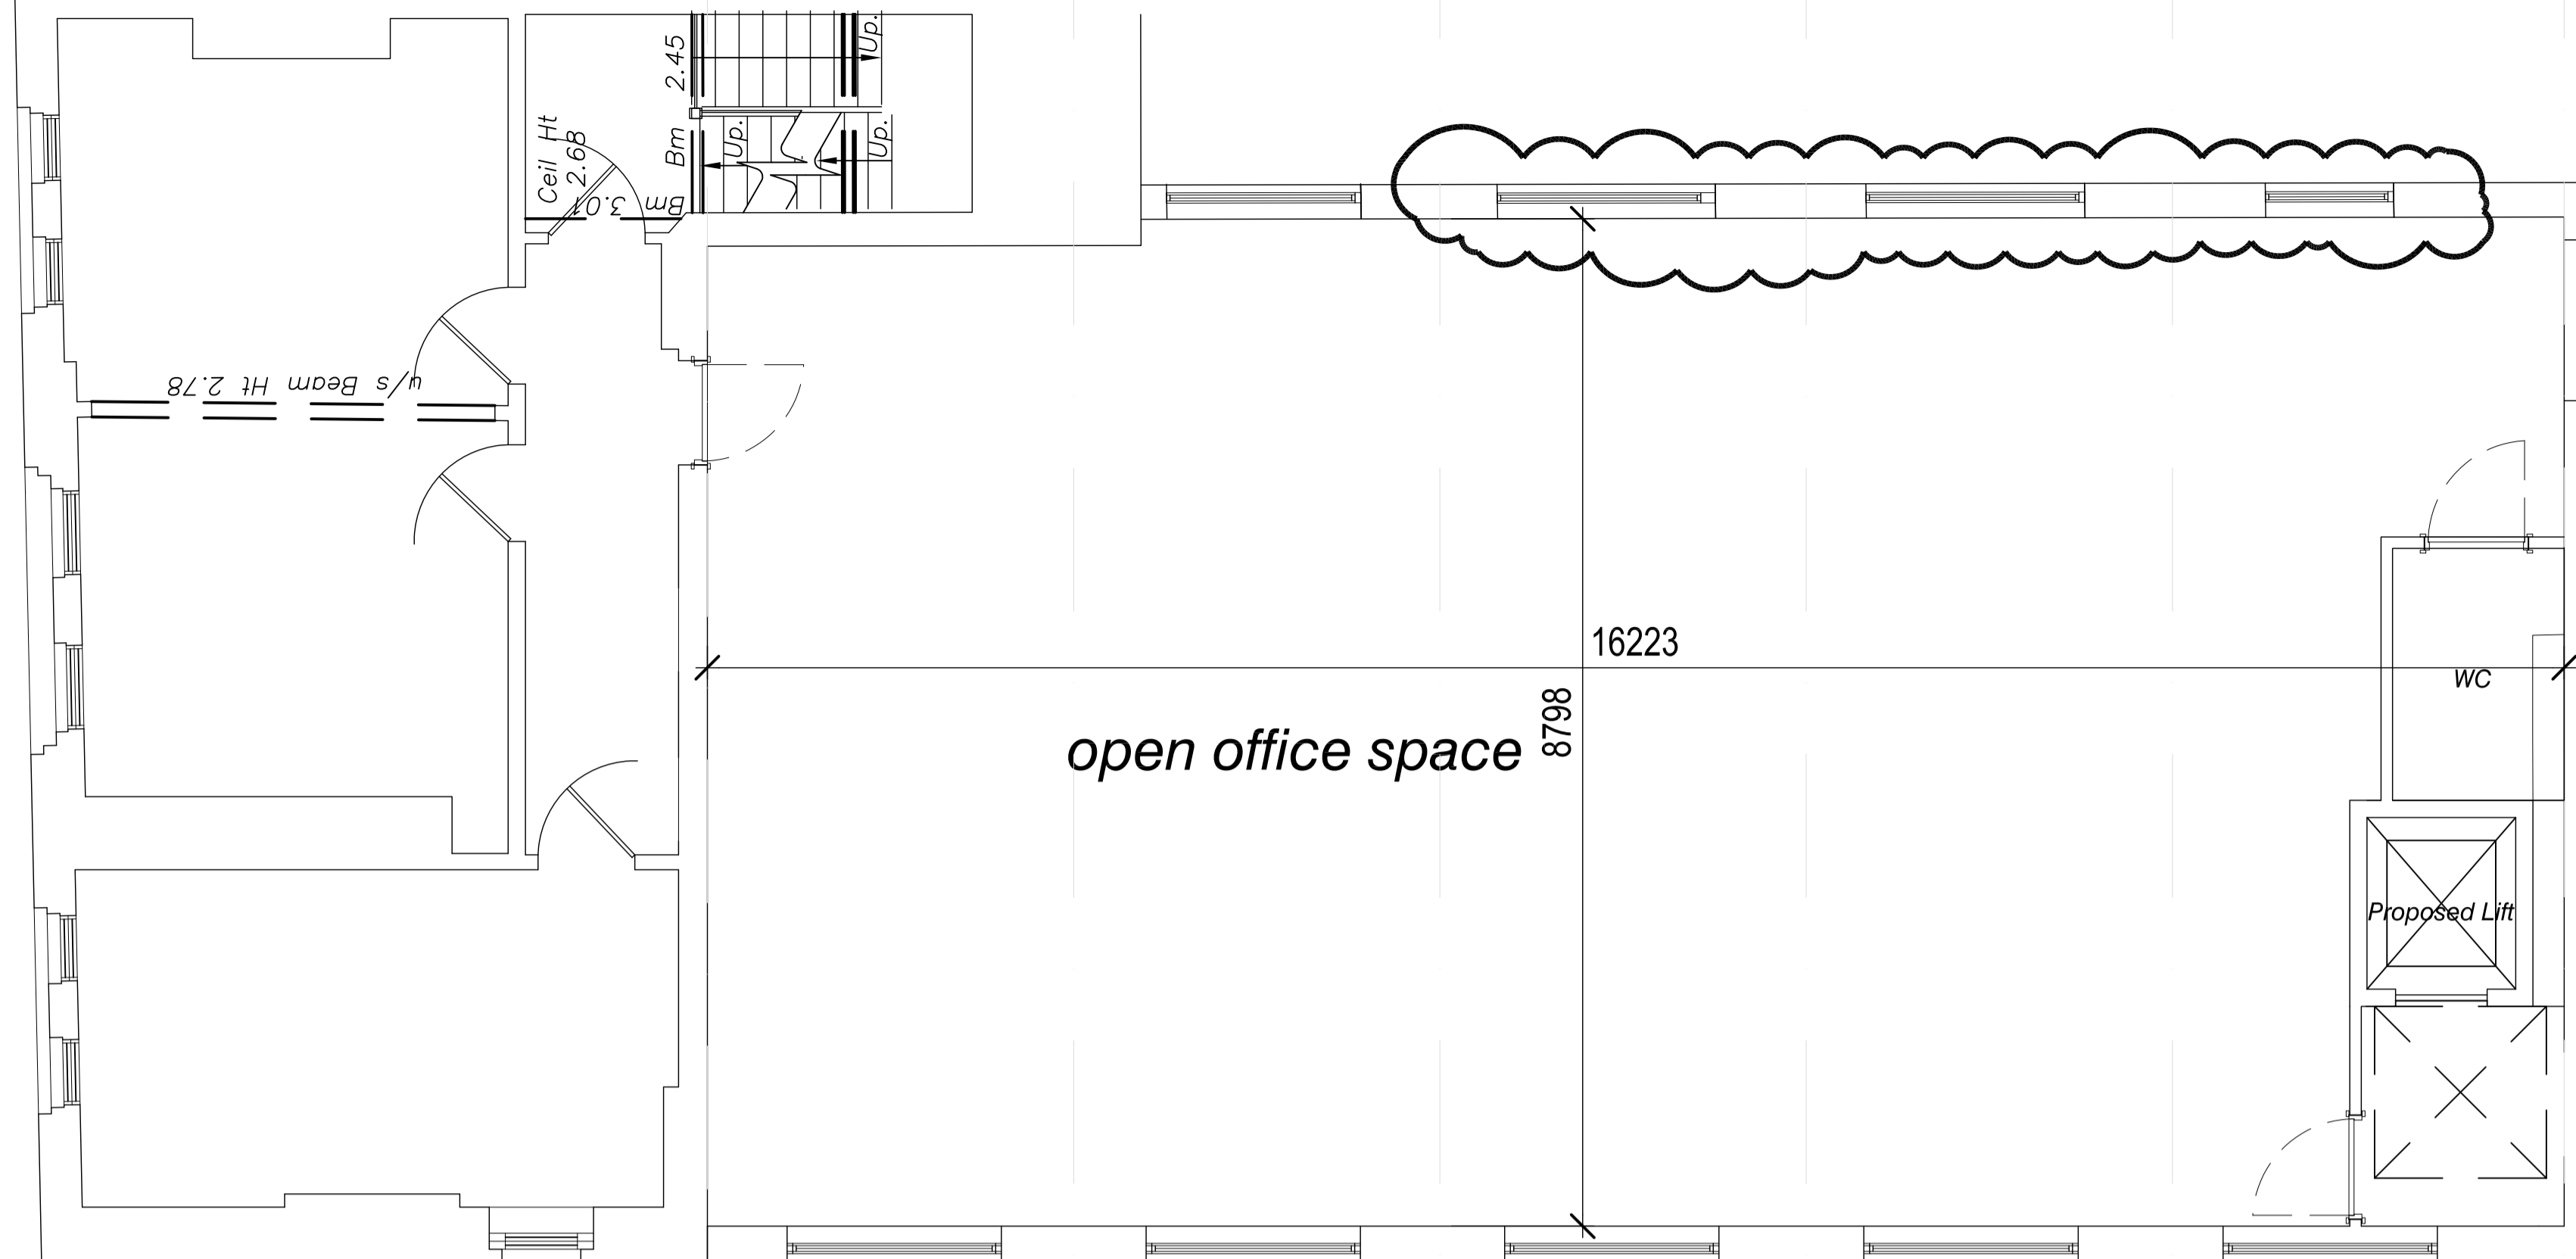 2.45
Up.
Ceil Ht
2.68
Bm
Up.
Up.
Bm 3.01
u/s Beam Ht 2.78
16223
8798
open office space
WC
Proposed Lift